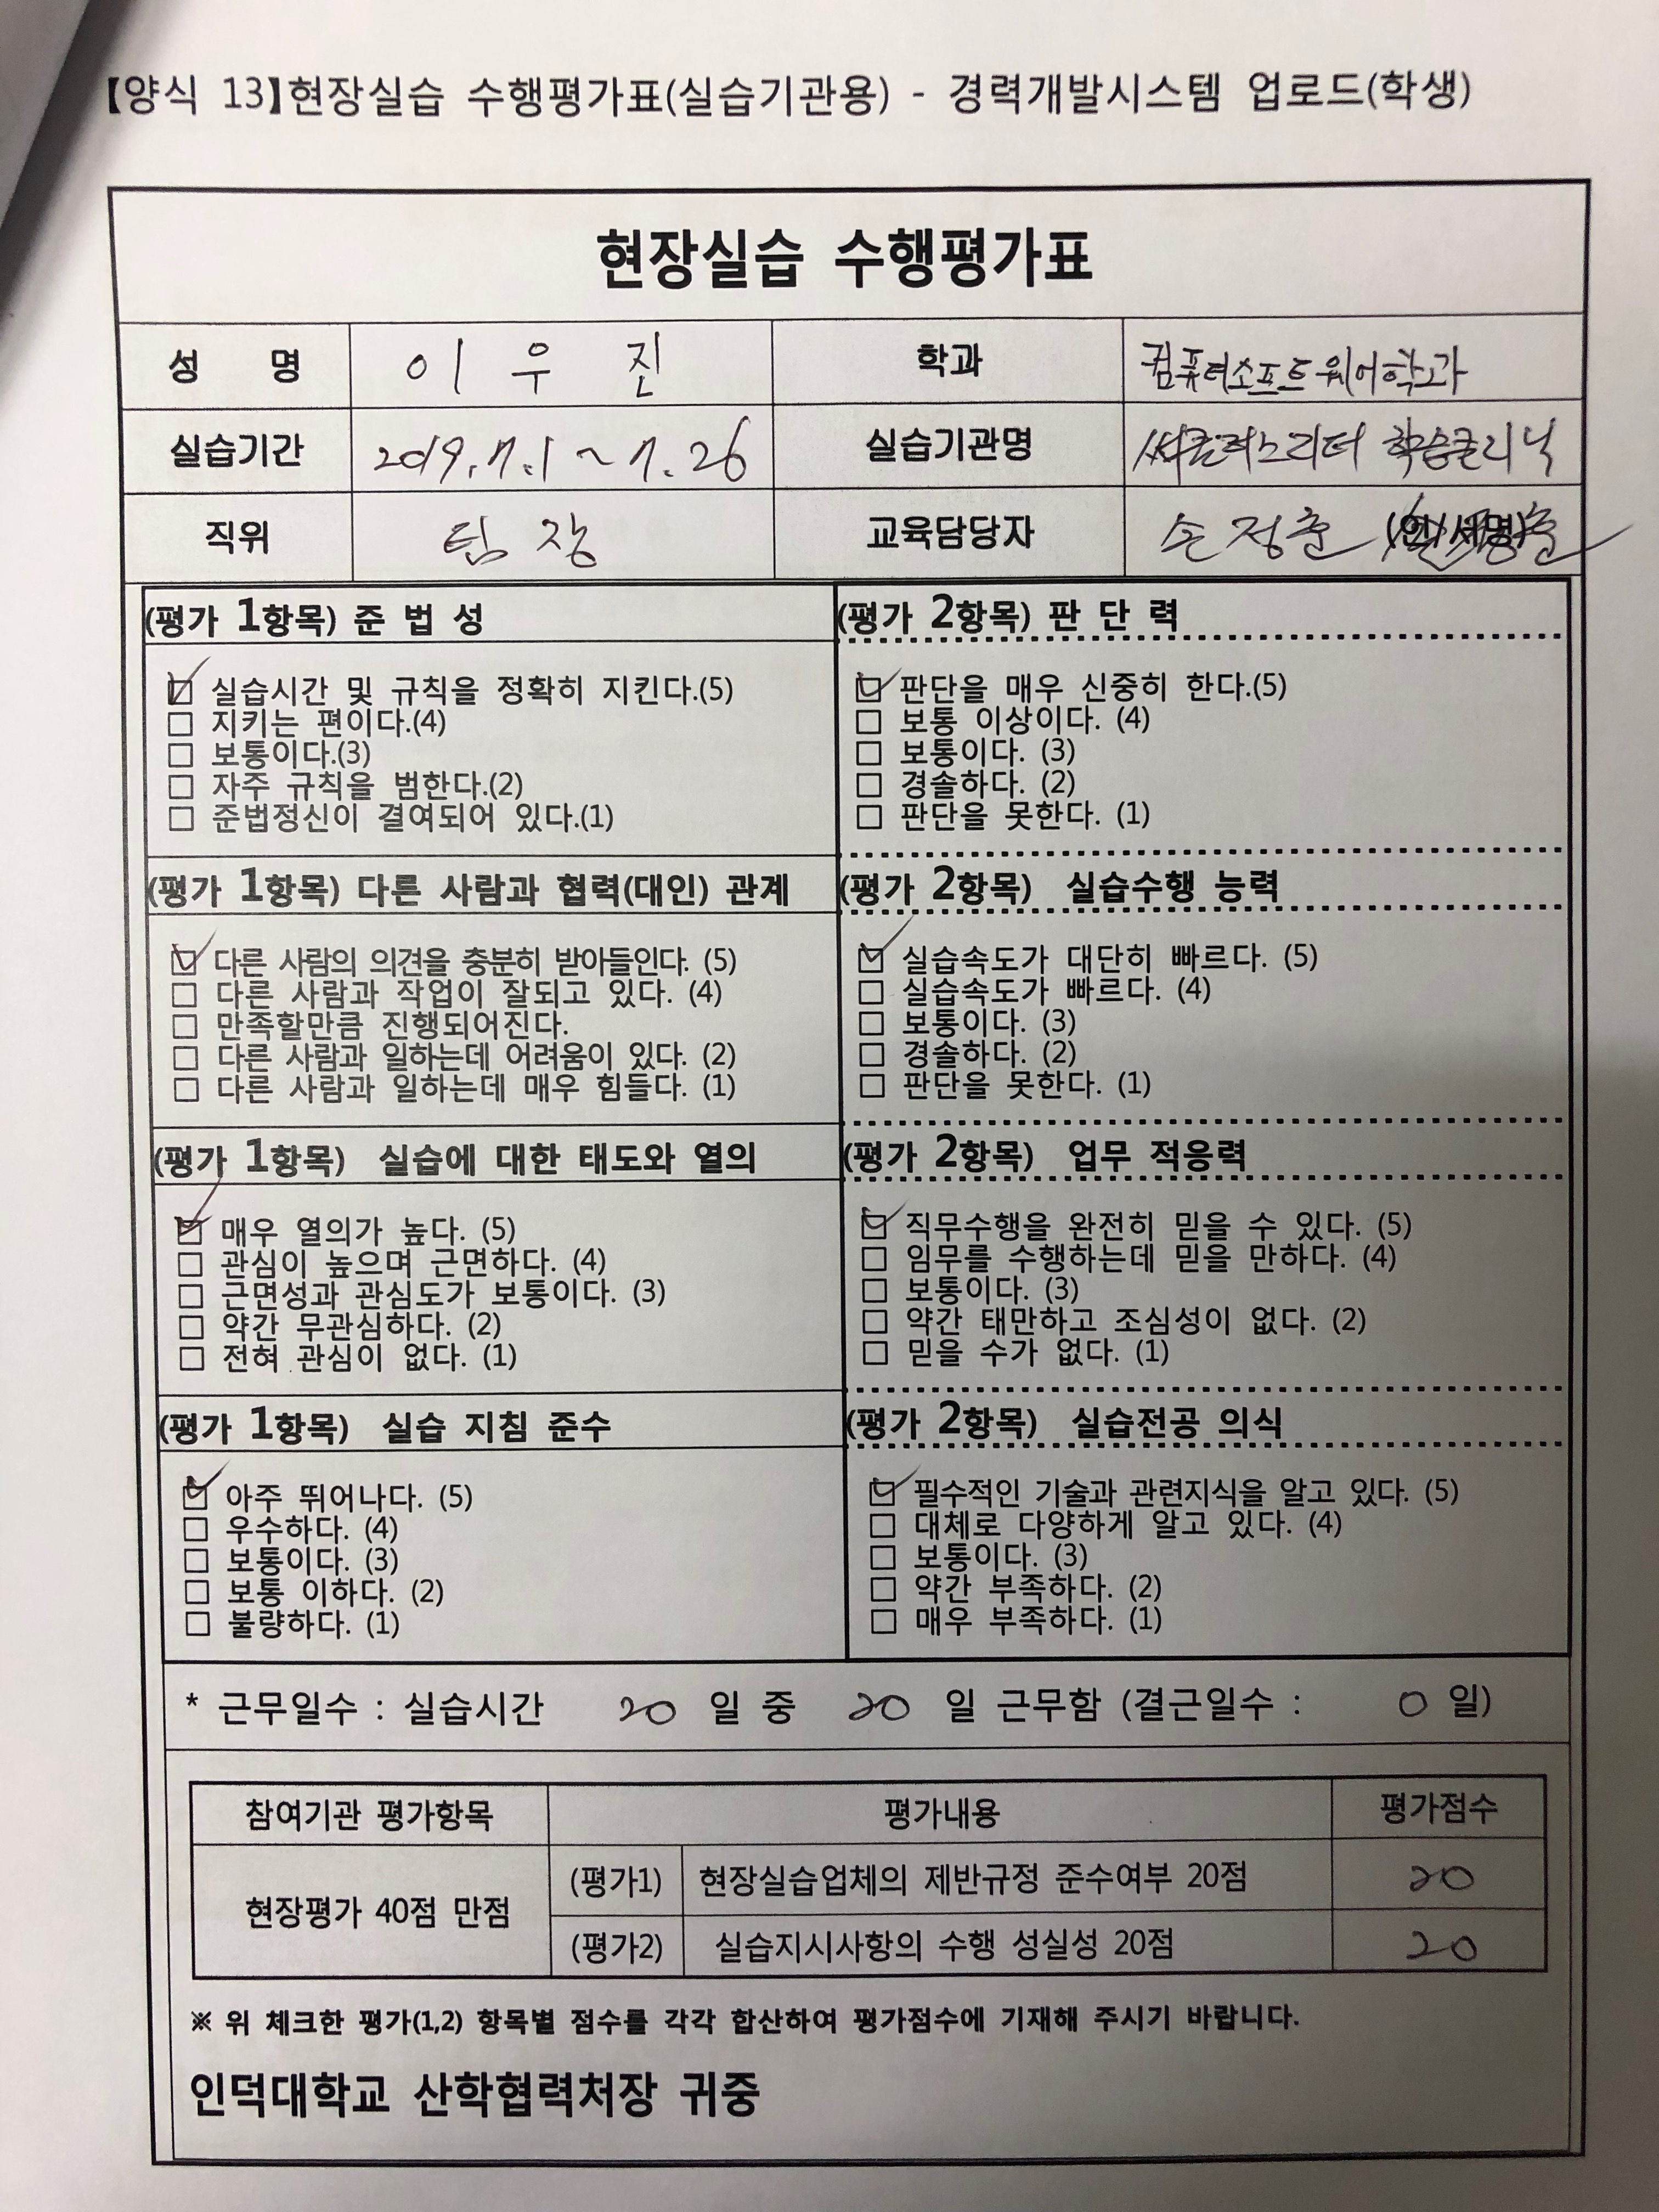 【양식 13】현장실습 수행평가표(실습기관용) - 경력개발시스템 업로드(학생)
현장실습 수행평가표
성 명 이 우 진 학과 컴퓨터소프트웨어학과
실습기간 2019.7.1 ~ 7.26 실습기관명 학습클리닉
직위 팀 장 교육담당자 손 정 춘 (인/서명)
(평가 1항목) 준 법 성
실습시간 및 규칙을 정확히 지킨다.(5)
지키는 편이다.(4)
보통이다.(3)
자주 규칙을 범한다.(2)
준법정신이 결여되어 있다.(1)
(평가 2항목) 판 단 력
판단을 매우 신중히 한다.(5)
보통 이상이다. (4)
보통이다. (3)
경솔하다. (2)
판단을 못한다. (1)
(평가 1항목) 다른 사람과 협력(대인) 관계
다른 사람의 의견을 충분히 받아들인다. (5)
다른 사람과 작업이 잘되고 있다. (4)
만족할만큼 진행되어진다.
다른 사람과 일하는데 어려움이 있다. (2)
다른 사람과 일하는데 매우 힘들다. (1)
(평가 2항목) 실습수행 능력
실습속도가 대단히 빠르다. (5)
실습속도가 빠르다. (4)
보통이다. (3)
경솔하다. (2)
판단을 못한다. (1)
(평가 1항목) 실습에 대한 태도와 열의
매우 열의가 높다. (5)
관심이 높으며 근면하다. (4)
근면성과 관심도가 보통이다. (3)
약간 무관심하다. (2)
전혀 관심이 없다. (1)
(평가 2항목) 업무 적응력
직무수행을 완전히 믿을 수 있다. (5)
임무를 수행하는데 믿을 만하다. (4)
보통이다. (3)
약간 태만하고 조심성이 없다. (2)
믿을 수가 없다. (1)
(평가 1항목) 실습 지침 준수
아주 뛰어나다. (5)
우수하다. (4)
보통이다. (3)
보통 이하다. (2)
불량하다. (1)
(평가 2항목) 실습전공 의식
필수적인 기술과 관련지식을 알고 있다. (5)
대체로 다양하게 알고 있다. (4)
보통이다. (3)
약간 부족하다. (2)
매우 부족하다. (1)
* 근무일수 : 실습시간 20 일 중 20 일 근무함 (결근일수 : 0 일)
참여기관 평가항목 평가내용 평가점수
현장평가 40점 만점
(평가1) 현장실습업체의 제반규정 준수여부 20점 20
(평가2) 실습지시사항의 수행 성실성 20점 20
※ 위 체크한 평가(1,2) 항목별 점수를 각각 합산하여 평가점수에 기재해 주시기 바랍니다.
인덕대학교 산학협력처장 귀중